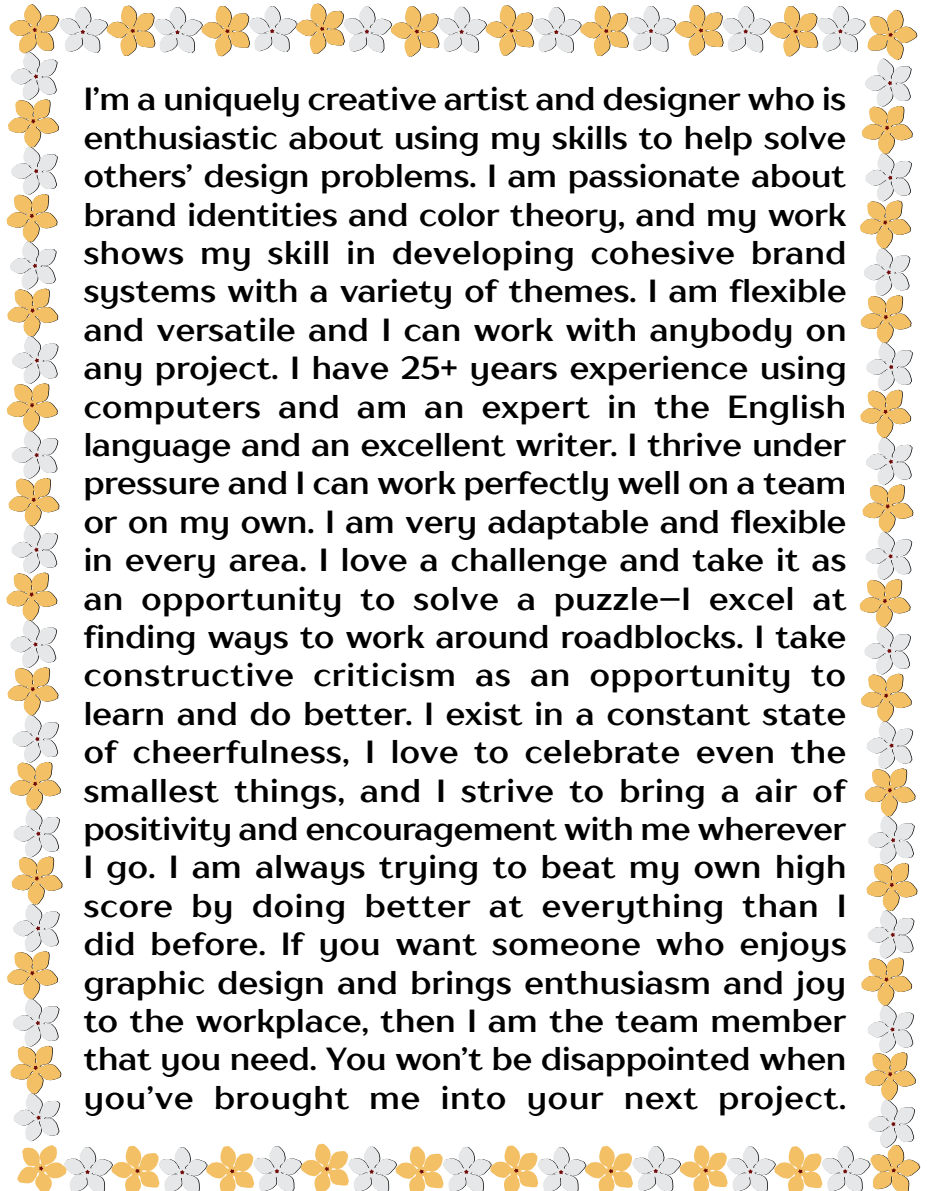 I’m a uniquely creative artist and designer who is
enthusiastic about using my skills to help solve
others’ design problems. I am passionate about
brand identities and color theory, and my work
shows my skill in developing cohesive brand
systems with a variety of themes. I am flexible
and versatile and I can work with anybody on
any project. I have 25+ years experience using
computers and am an expert in the English
language and an excellent writer. I thrive under
pressure and I can work perfectly well on a team
or on my own. I am very adaptable and flexible
in every area. I love a challenge and take it as
an opportunity to solve a puzzle—I excel at
finding ways to work around roadblocks. I take
constructive criticism as an opportunity to
learn and do better. I exist in a constant state
of cheerfulness, I love to celebrate even the
smallest things, and I strive to bring a air of
positivity and encouragement with me wherever
I go. I am always trying to beat my own high
score by doing better at everything than I
did before. If you want someone who enjoys
graphic design and brings enthusiasm and joy
to the workplace, then I am the team member
that you need. You won’t be disappointed when
you’ve brought me into your next project.